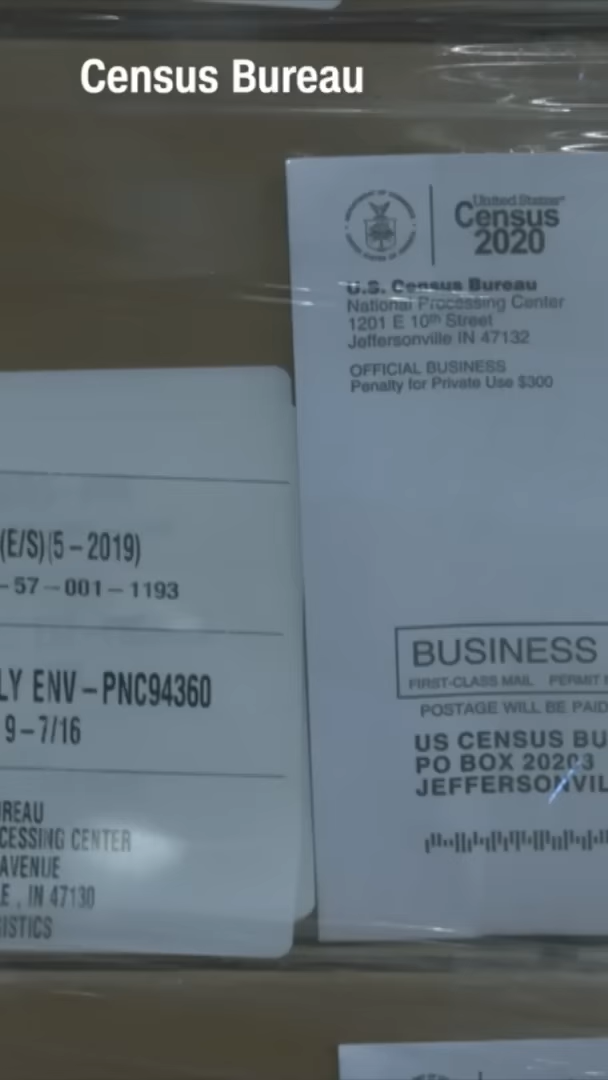 Census Bureau
United States®
Census
2020
U.S. Census Bureau
National Processing Center
1201 E 10th Street
Jeffersonville IN 47132
OFFICIAL BUSINESS
Penalty for Private Use $300
(E/S)(5-2019)
-57-001-1193
LY ENV-PNC94360
9-7/16
REAU
CESSING CENTER
AVENUE
E, IN 47130
ISTICS
BUSINESS
FIRST-CLASS MAIL PERMIT
POSTAGE WILL BE PAID
US CENSUS BU
PO BOX 20203
JEFFERSONVIL